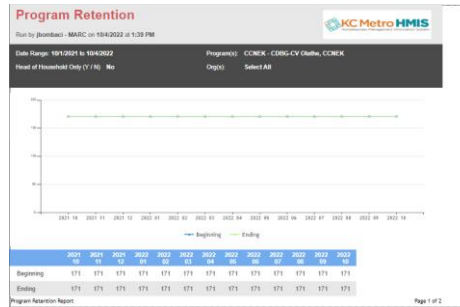 Program Retention
Run by jbombaci - MARC on 10/4/2022 at 1:39 PM
KC Metro HMIS
Date Range: 10/1/2021 to 10/4/2022
Program(s): CCNEK - CDBG-CV Olathe, CCNEK
Head of Household Only (Y / N) No
Org(s): Select All
2021 10 2021 11 2021 12 2022 01 2022 02 2022 03 2022 04 2022 05 2022 06 2022 07 2022 08 2022 09 2022 10
Beginning Ending
2021 10 2021 11 2021 12 2022 01 2022 02 2022 03 2022 04 2022 05 2022 06 2022 07 2022 08 2022 09 2022 10
Beginning 171 171 171 171 171 171 171 171 171 171 171 171 171
Ending 171 171 171 171 171 171 171 171 171 171 171 171 171
Program Retention Report Page 1 of 2